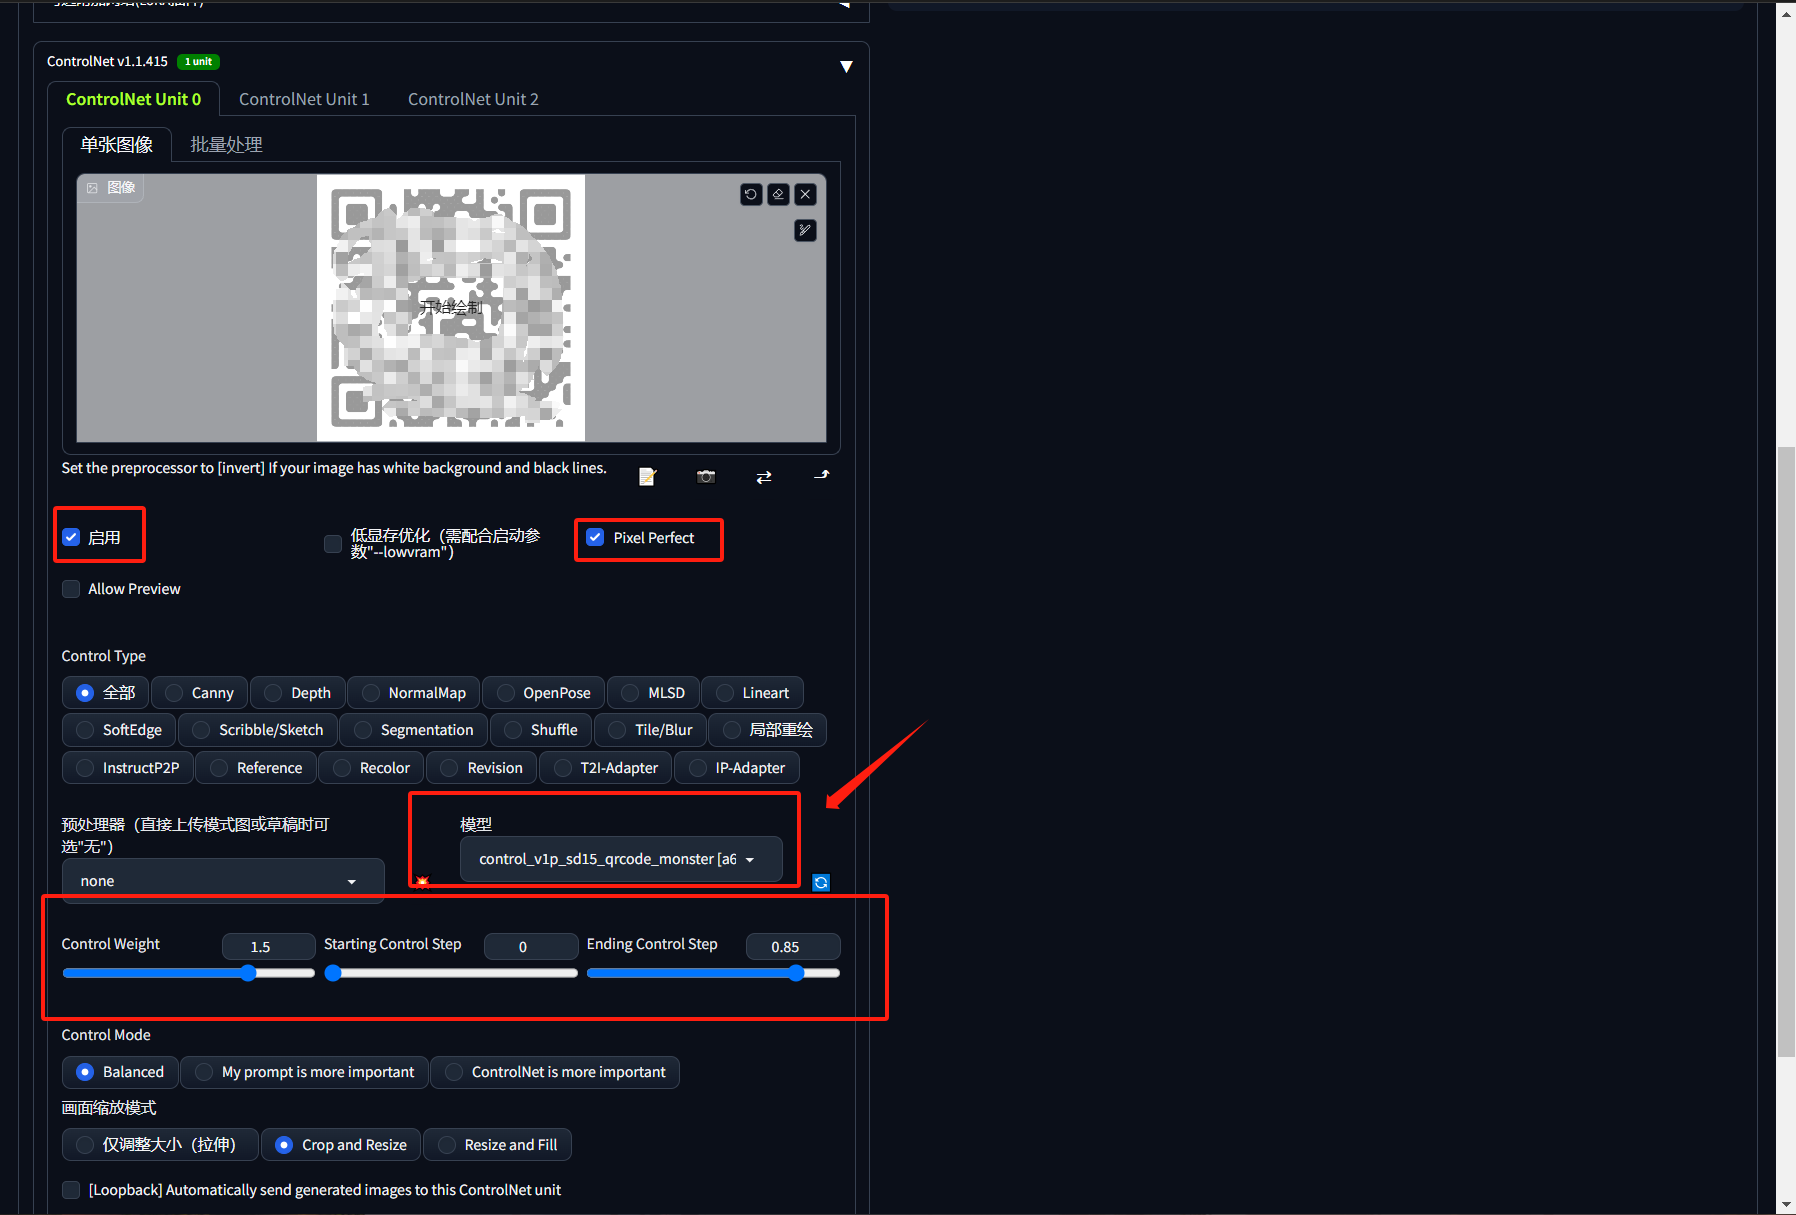 ControlNet v1.1.415 1 unit
ControlNet Unit 0 ControlNet Unit 1 ControlNet Unit 2
单张图像 批量处理
图像
开始绘制
Set the preprocessor to [invert] If your image has white background and black lines.
启用
低显存优化（需配合启动参
数"--lowvram"）
Pixel Perfect
Allow Preview
Control Type
全部 Canny Depth NormalMap OpenPose MLSD Lineart
SoftEdge Scribble/Sketch Segmentation Shuffle Tile/Blur 局部重绘
InstructP2P Reference Recolor Revision T2I-Adapter IP-Adapter
预处理器（直接上传模式图或草稿时可
选"无"）
none
模型
control_v1p_sd15_qrcode_monster [a6
Control Weight 1.5 Starting Control Step 0 Ending Control Step 0.85
Control Mode
Balanced My prompt is more important ControlNet is more important
画面缩放模式
仅调整大小（拉伸） Crop and Resize Resize and Fill
[Loopback] Automatically send generated images to this ControlNet unit